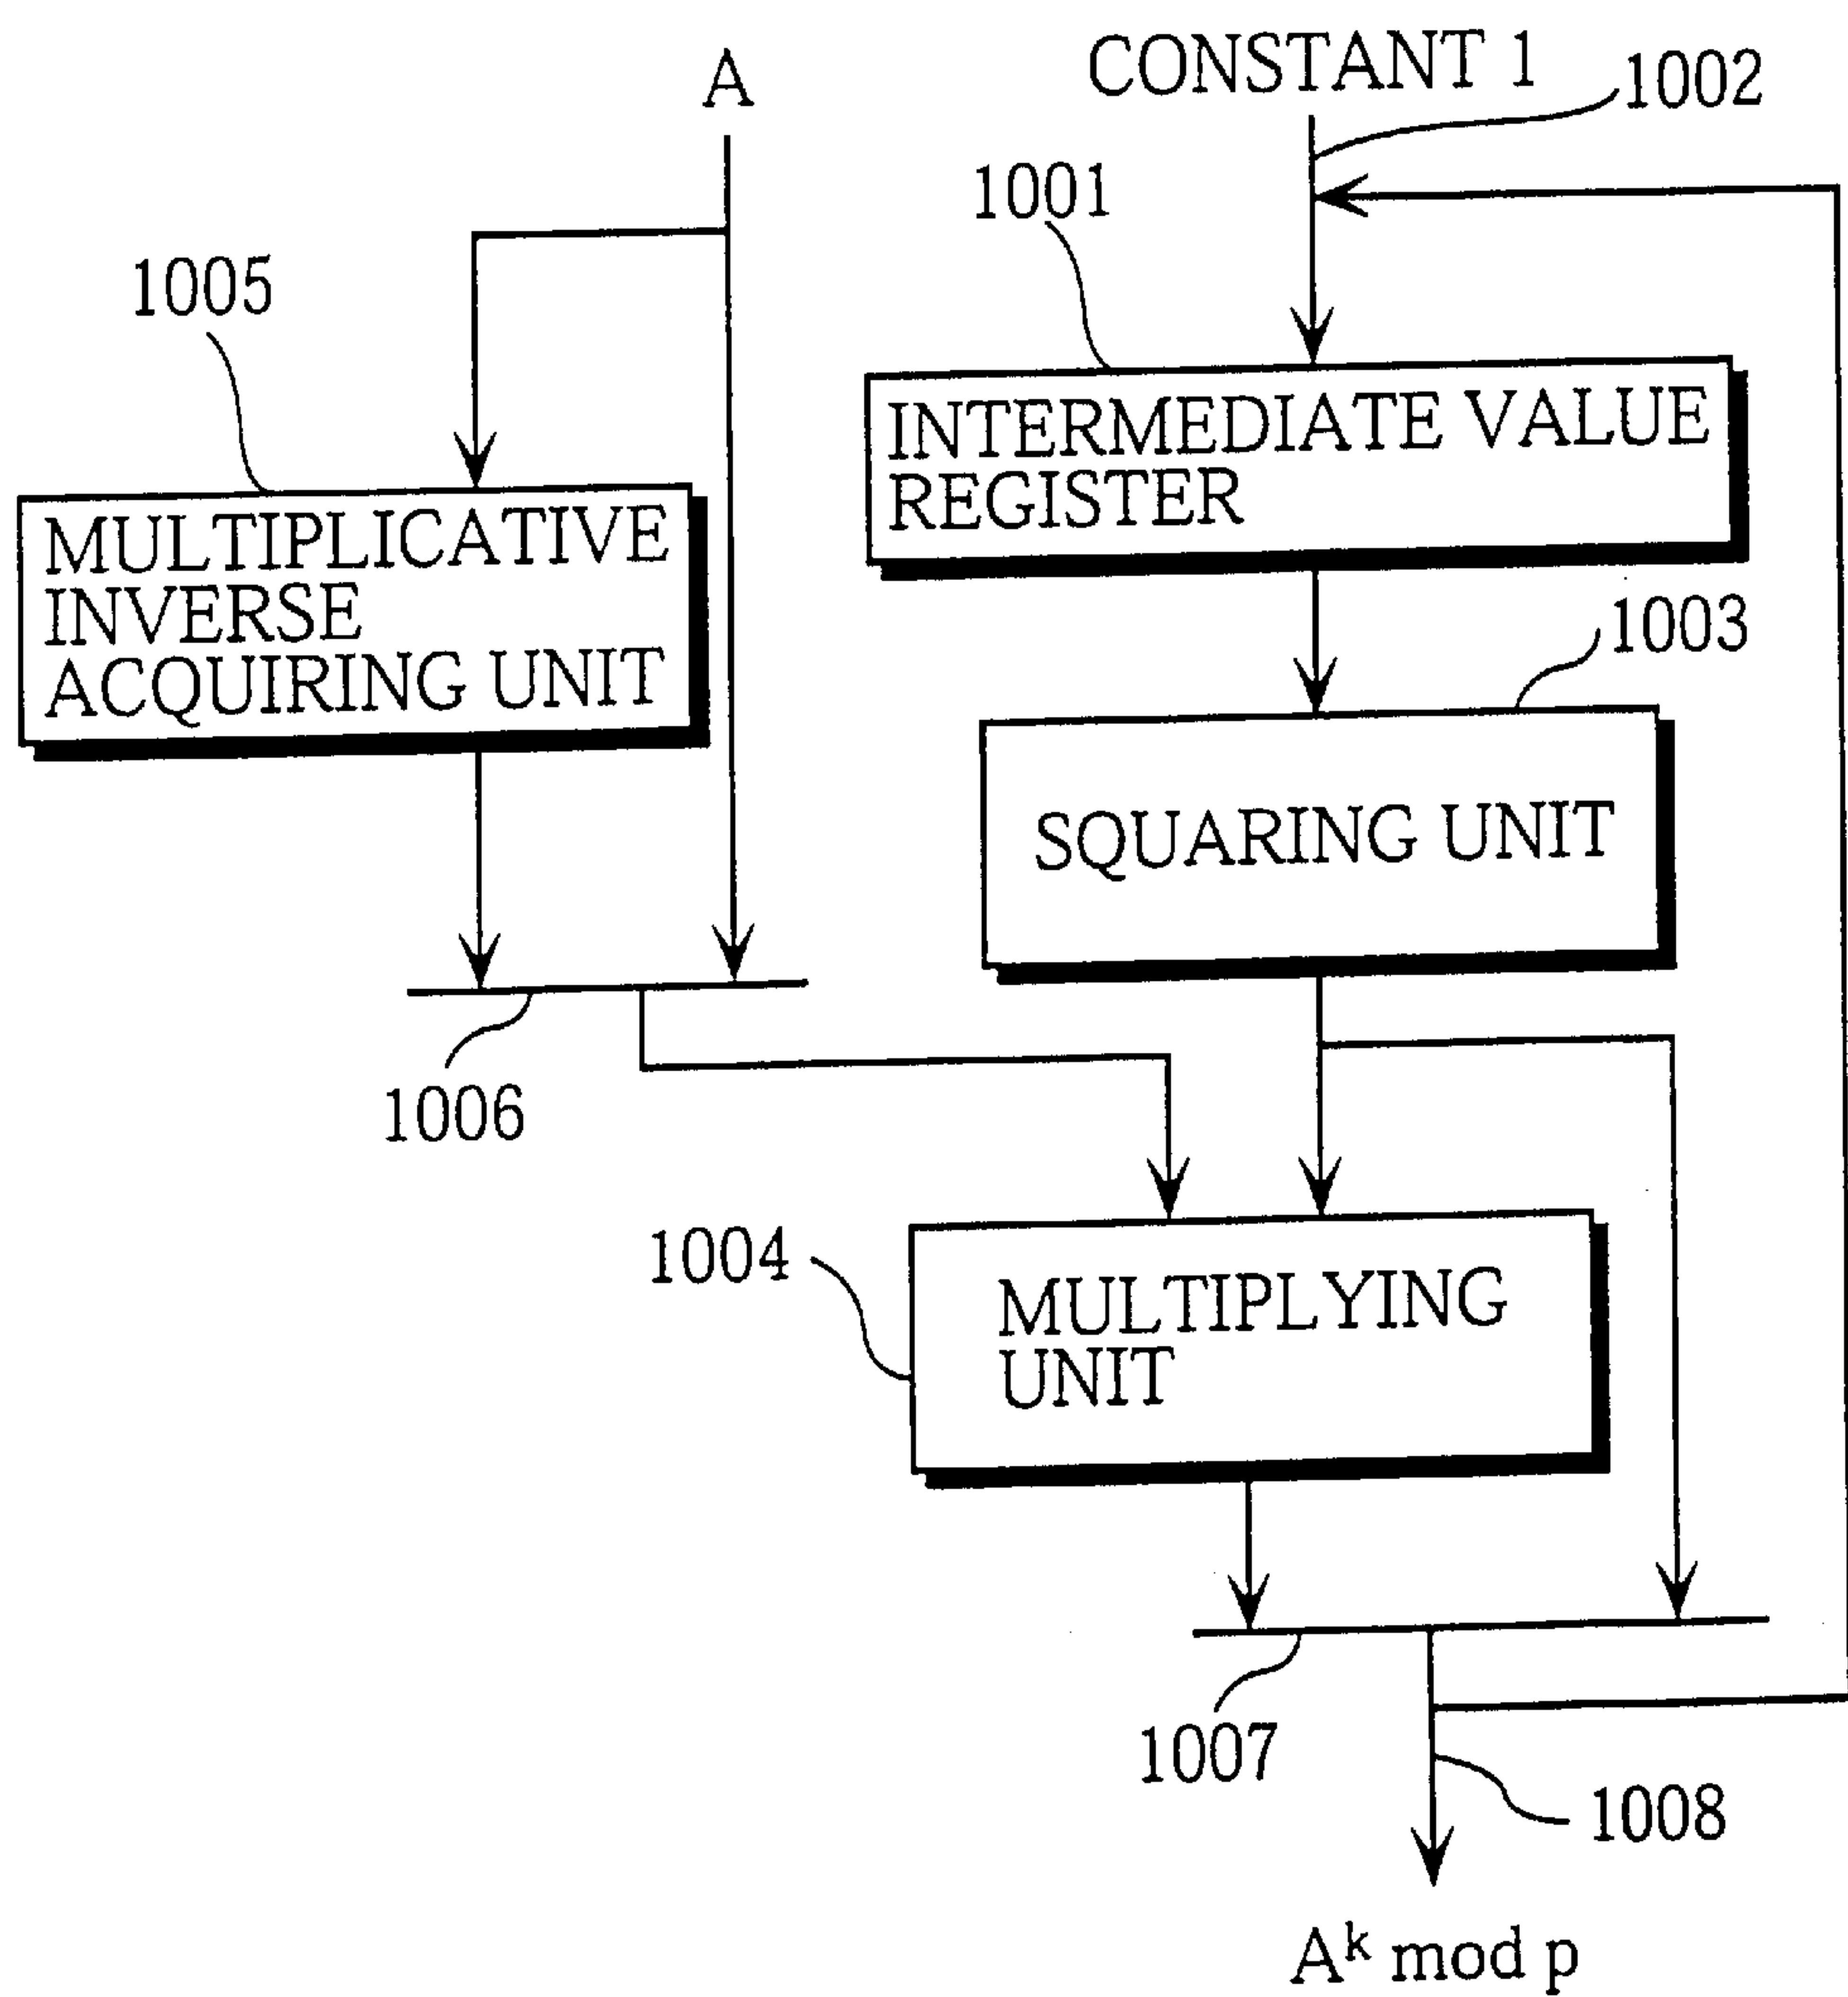 A
CONSTANT 1
1002
1001
1005
INTERMEDIATE VALUE
REGISTER
MULTIPLICATIVE
INVERSE
ACQUIRING UNIT
1003
SQUARING UNIT
1006
1004
MULTIPLYING
UNIT
1007
1008
Aᵏ mod p